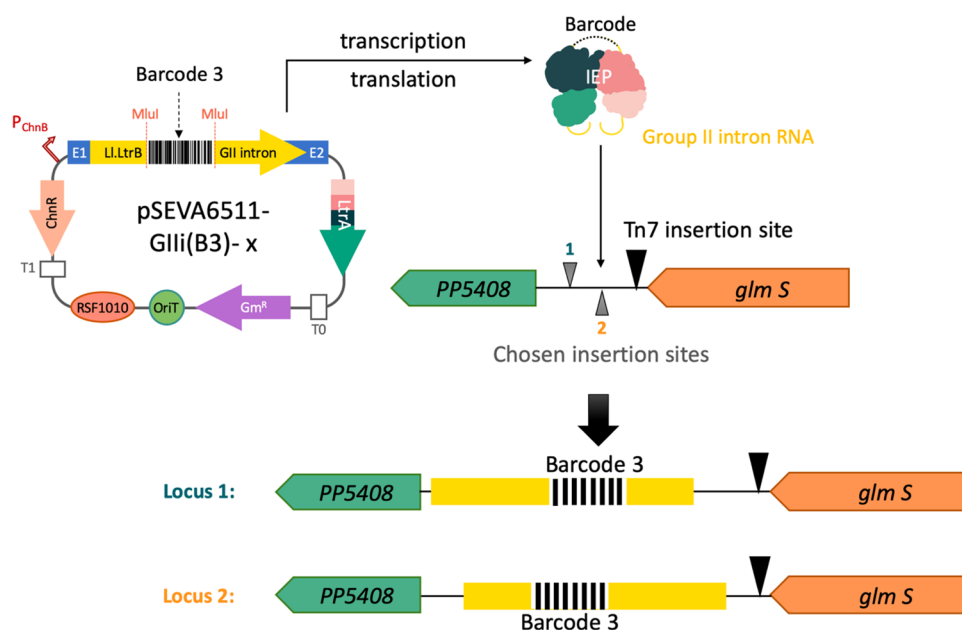 transcription
translation
Barcode
IEP
Group II intron RNA
Barcode 3
MluI
MluI
PChnB
E1
Ll.LtrB
GII intron
E2
ChnR
pSEVA6511-
GIIi(B3)- x
LtrA
T1
RSF1010
OriT
GmR
T0
Tn7 insertion site
1
PP5408
glm S
2
Chosen insertion sites
Barcode 3
Locus 1:
PP5408
glm S
Locus 2:
PP5408
glm S
Barcode 3